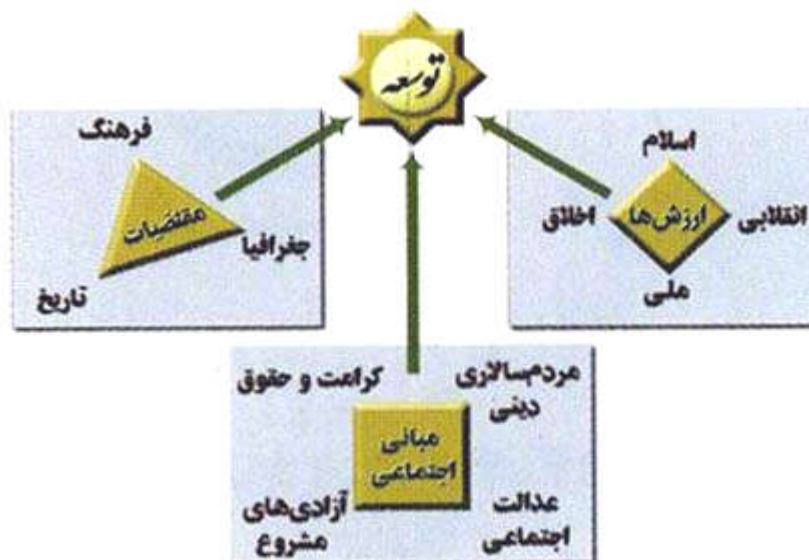 توسعه
اسلام
انقلابی
ارزش‌ها
اخلاق
ملی
فرهنگ
مقتضیات
جغرافیا
تاریخ
مردم‌سالاری
دینی
کرامت و حقوق
مبانی
اجتماعی
عدالت
اجتماعی
آزادی‌های
مشروع